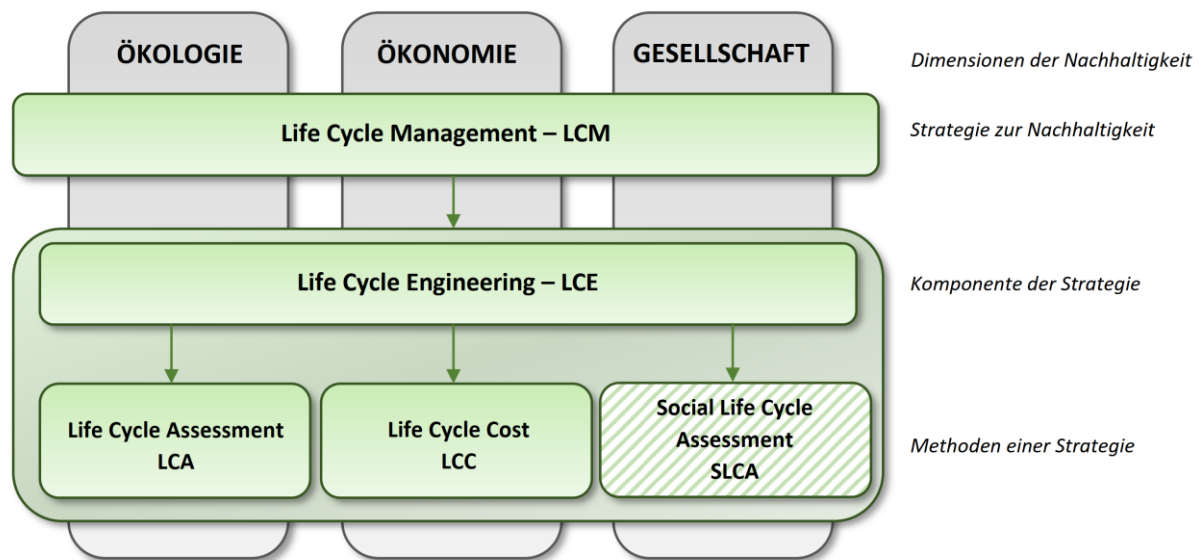 ÖKOLOGIE
ÖKONOMIE
GESELLSCHAFT
Dimensionen der Nachhaltigkeit
Life Cycle Management – LCM
Strategie zur Nachhaltigkeit
Life Cycle Engineering – LCE
Komponente der Strategie
Life Cycle Assessment
LCA
Life Cycle Cost
LCC
Social Life Cycle
Assessment
SLCA
Methoden einer Strategie